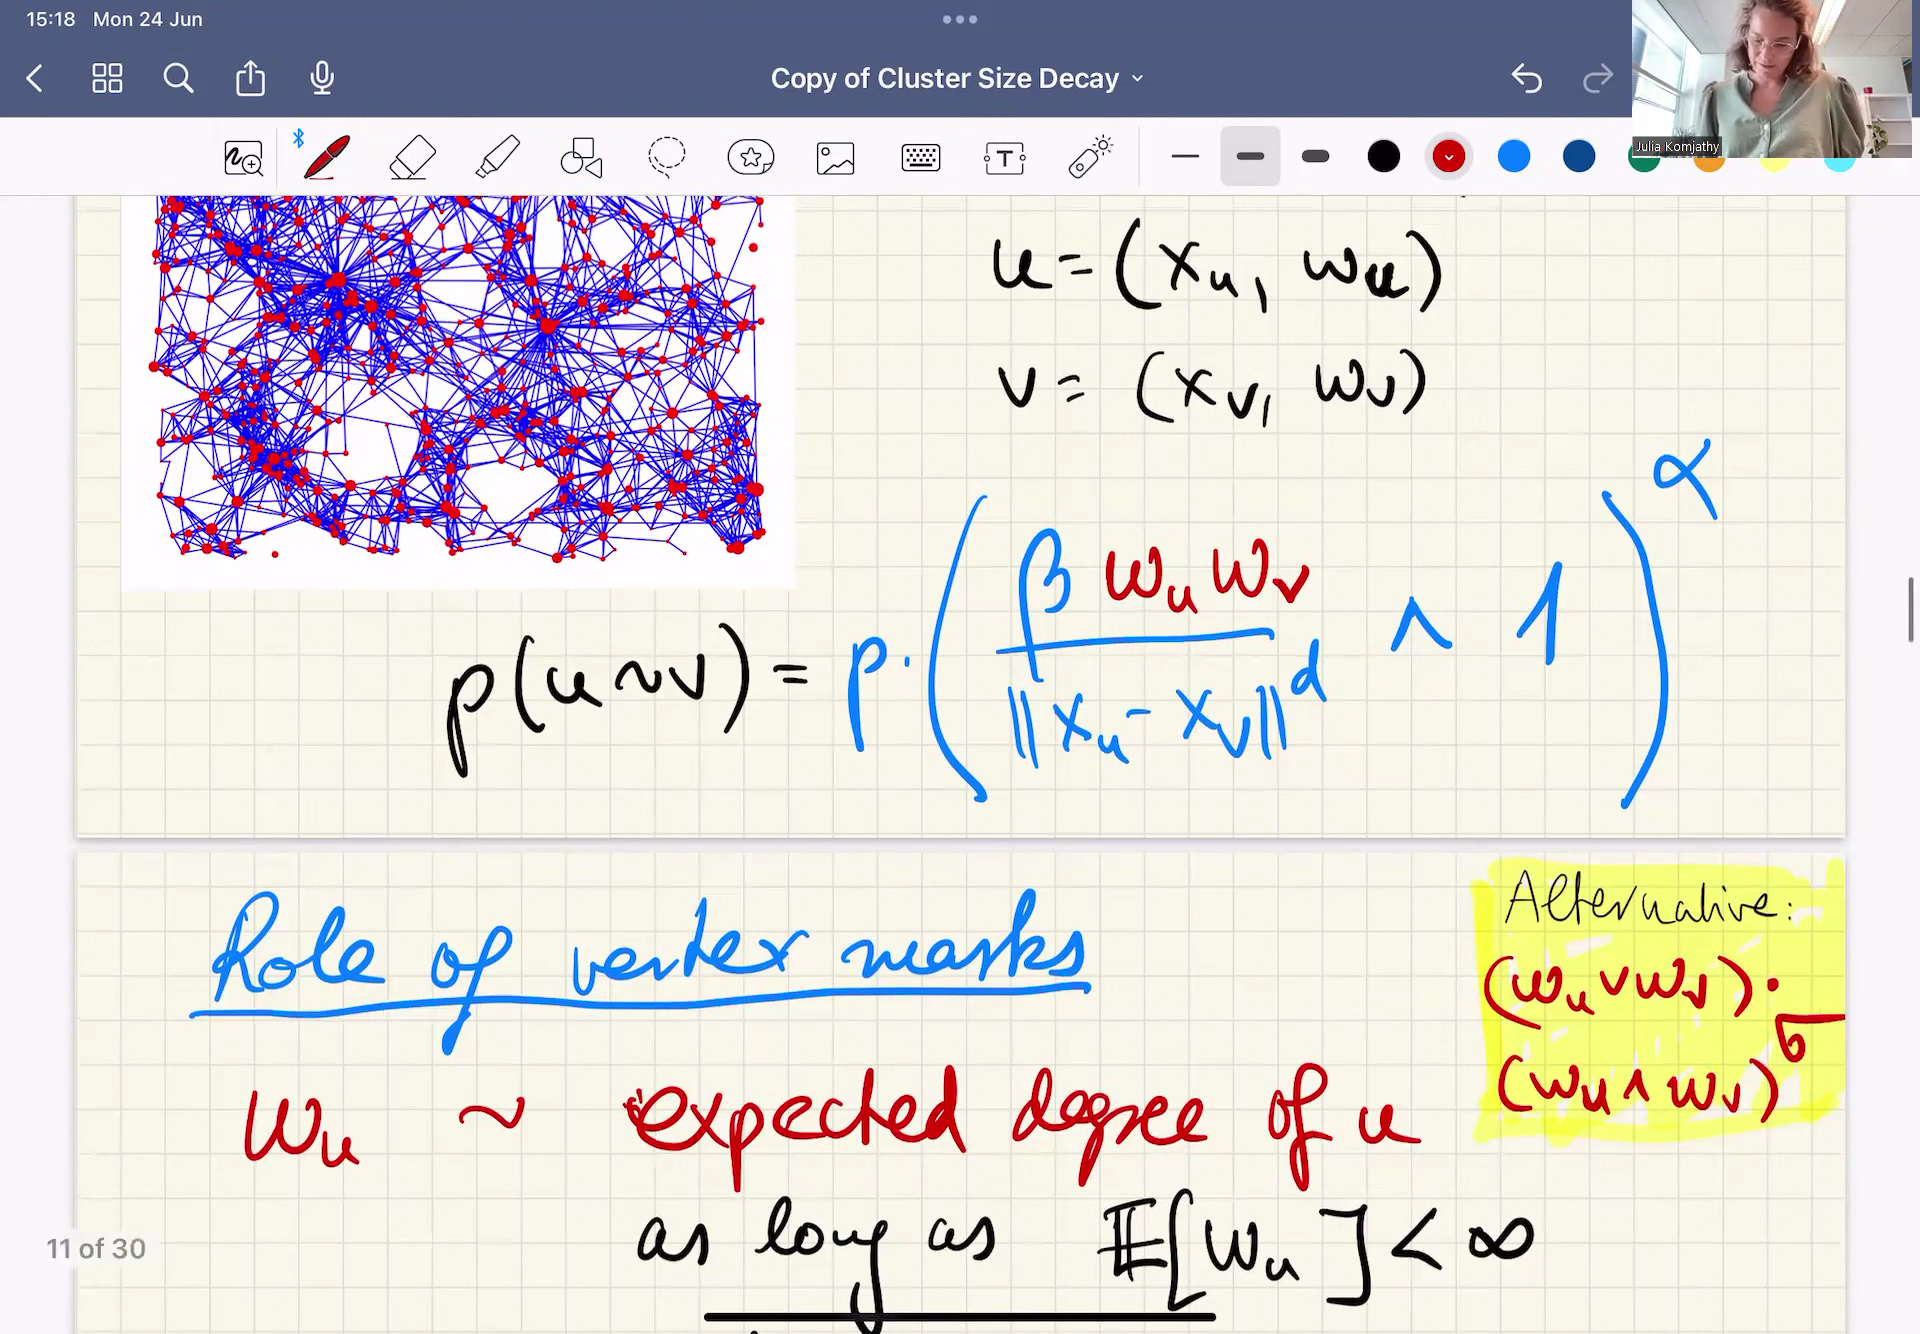 15:18 Mon 24 Jun
Copy of Cluster Size Decay
Julia Komjathy
T
u = (x_u, w_u)
v = (x_v, w_v)
p(u ~ v) = p · (β w_u w_v / ||x_u - x_v||^d ∧ 1)^α
Role of vertex marks
Alternative:
(w_u ∨ w_v) ·
(w_u ∧ w_v)^σ
w_u ~ expected degree of u
as long as 𝔼[w_u] < ∞
11 of 30